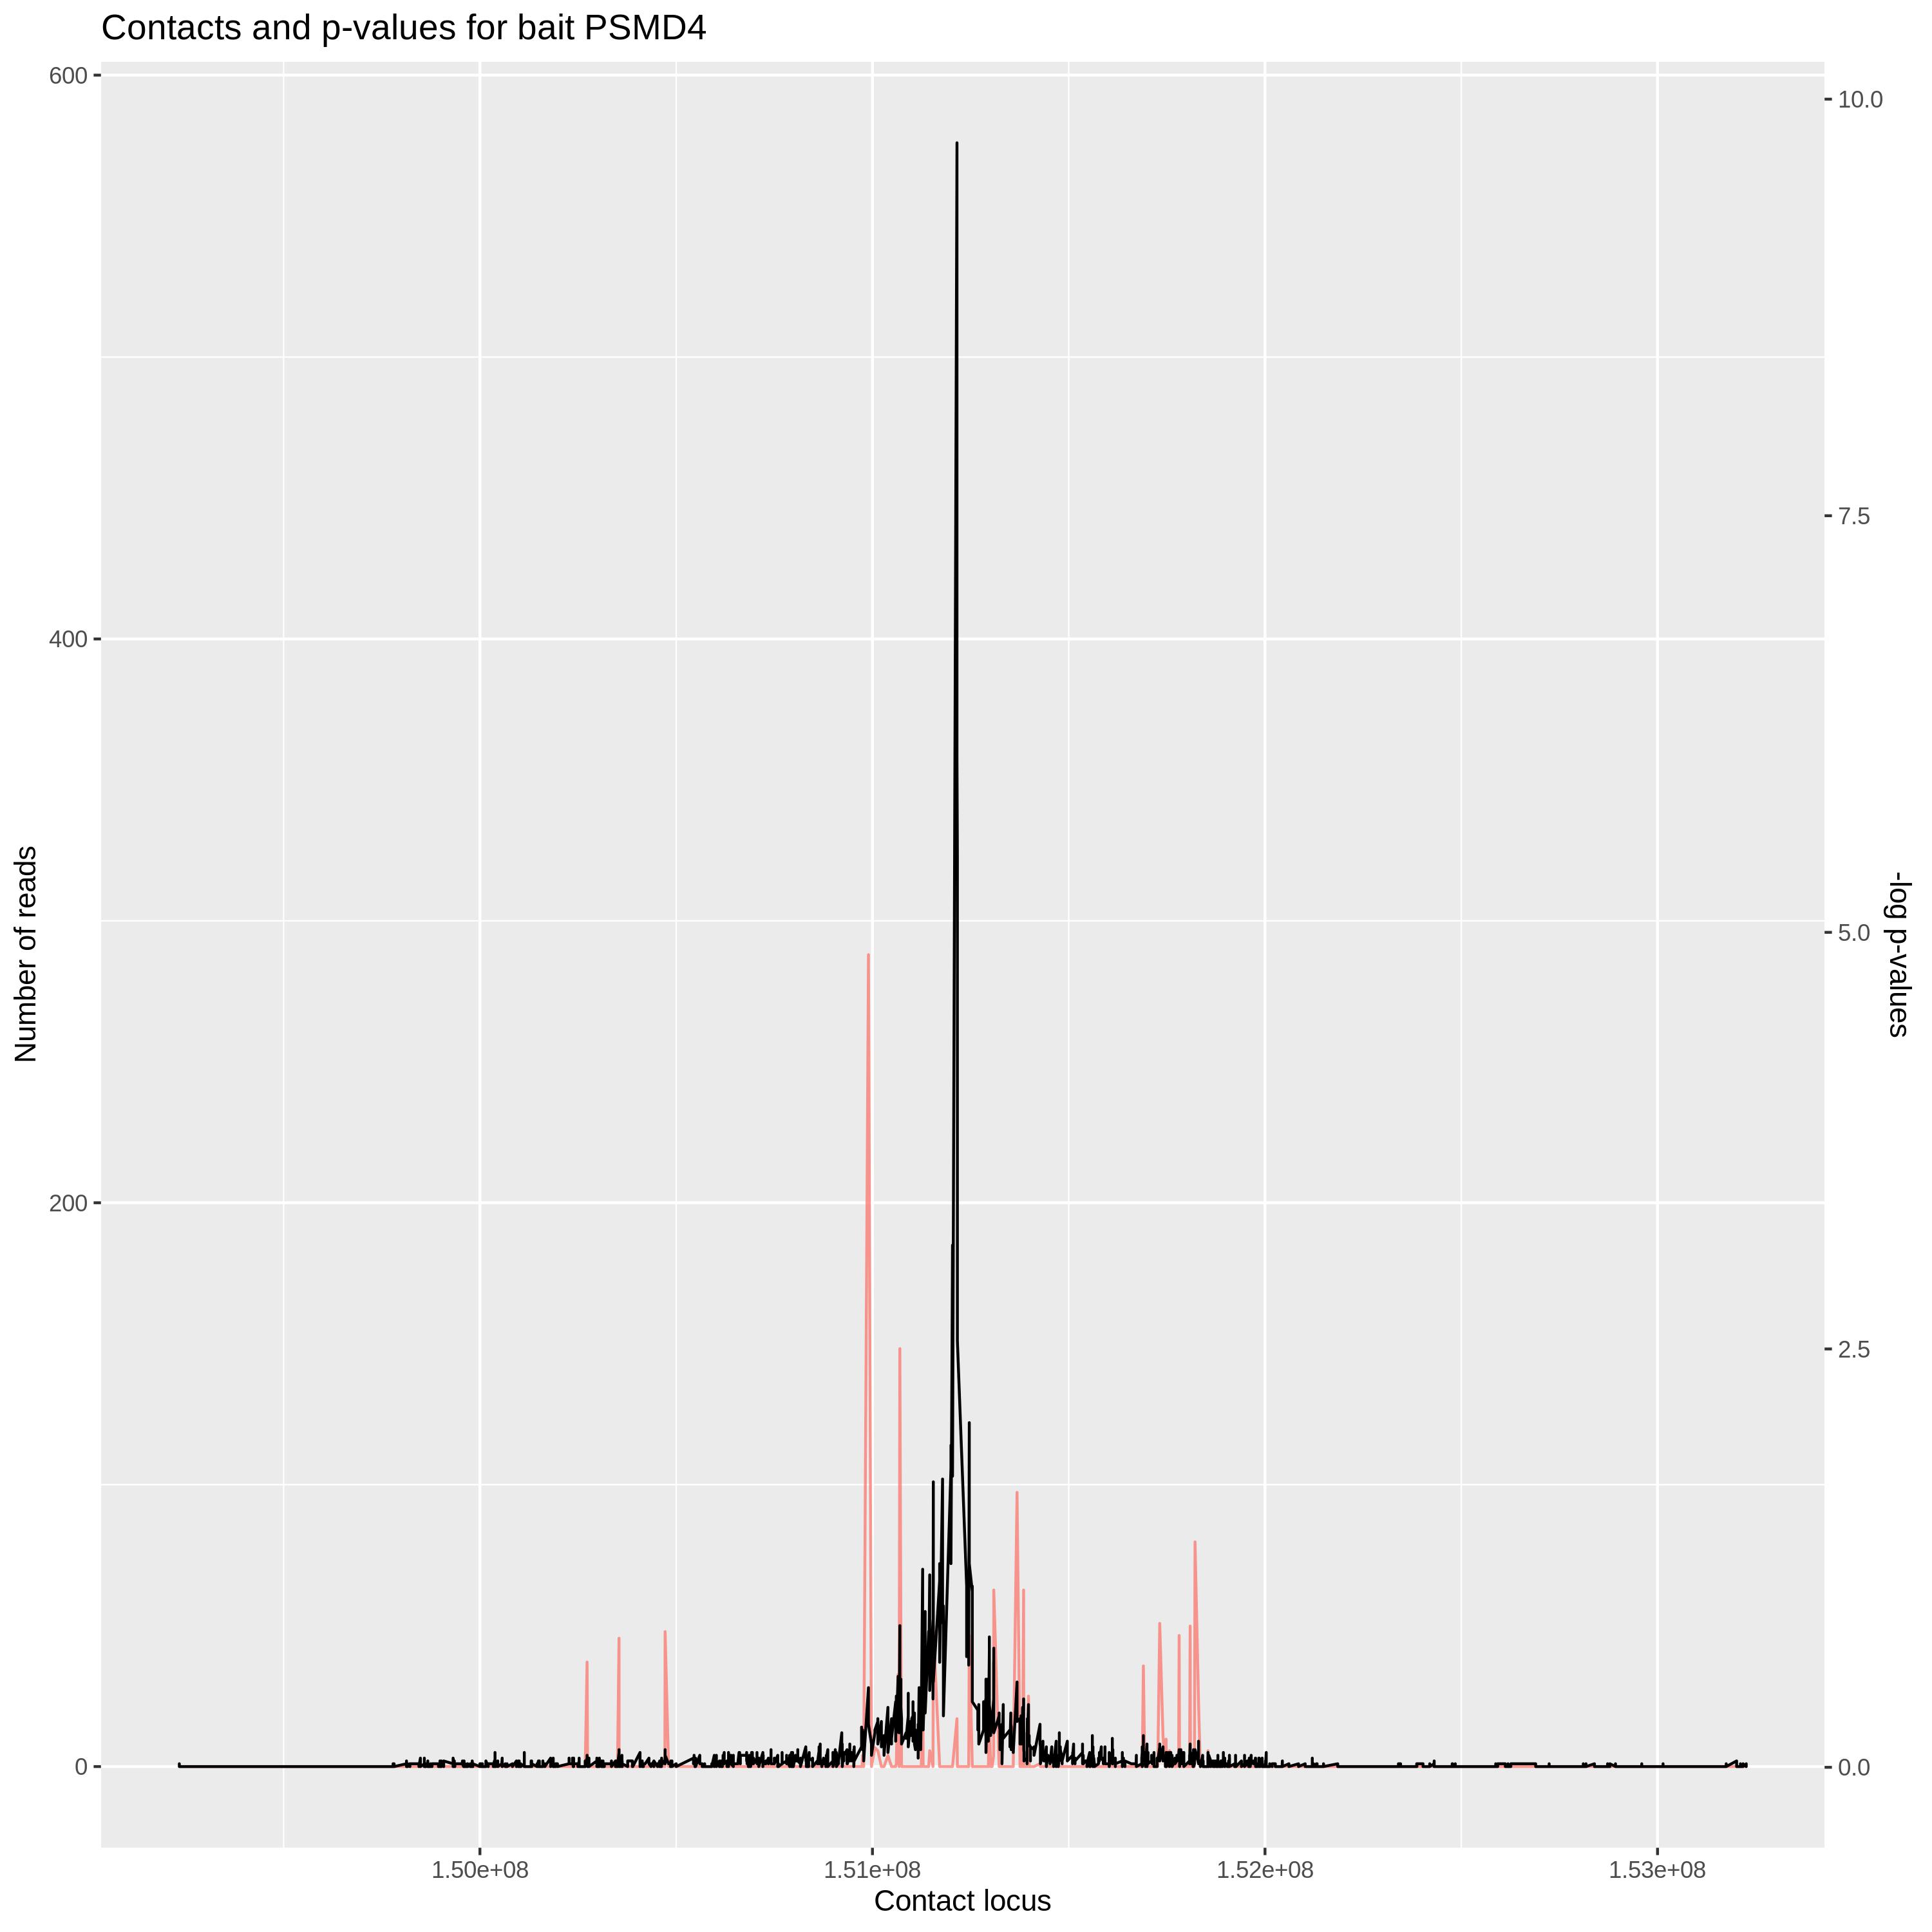 Contacts and p-values for bait PSMD4
600
400
200
0
Number of reads
10.0
7.5
5.0
2.5
0.0
-log p-values
1.50e+08
1.51e+08
1.52e+08
1.53e+08
Contact locus